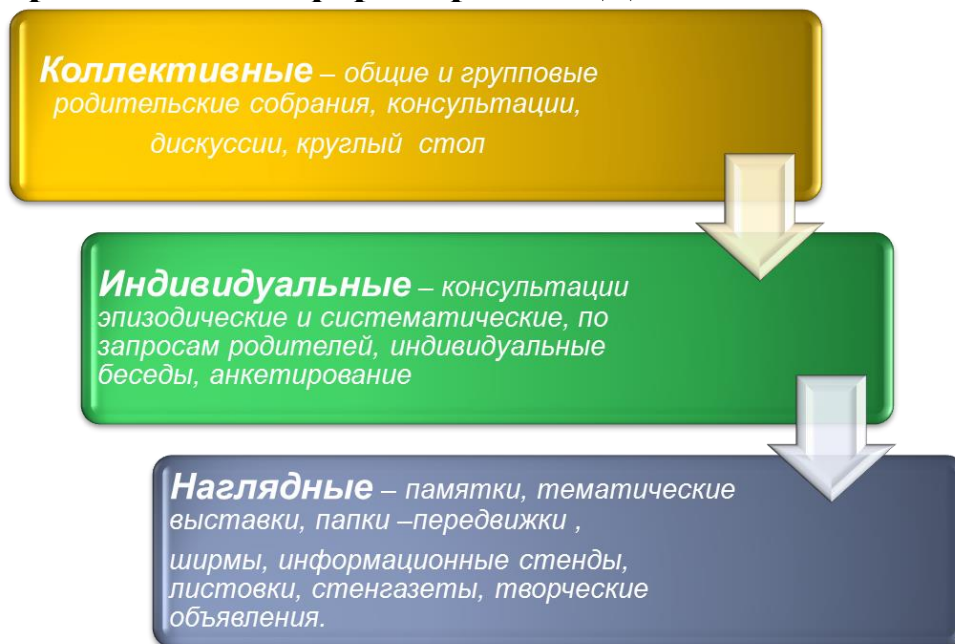 Коллективные – общие и групповые
родительские собрания, консультации,
дискуссии, круглый стол
Индивидуальные – консультации
эпизодические и систематические, по
запросам родителей, индивидуальные
беседы, анкетирование
Наглядные – памятки, тематические
выставки, папки –передвижки ,
ширмы, информационные стенды,
листовки, стенгазеты, творческие
объявления.